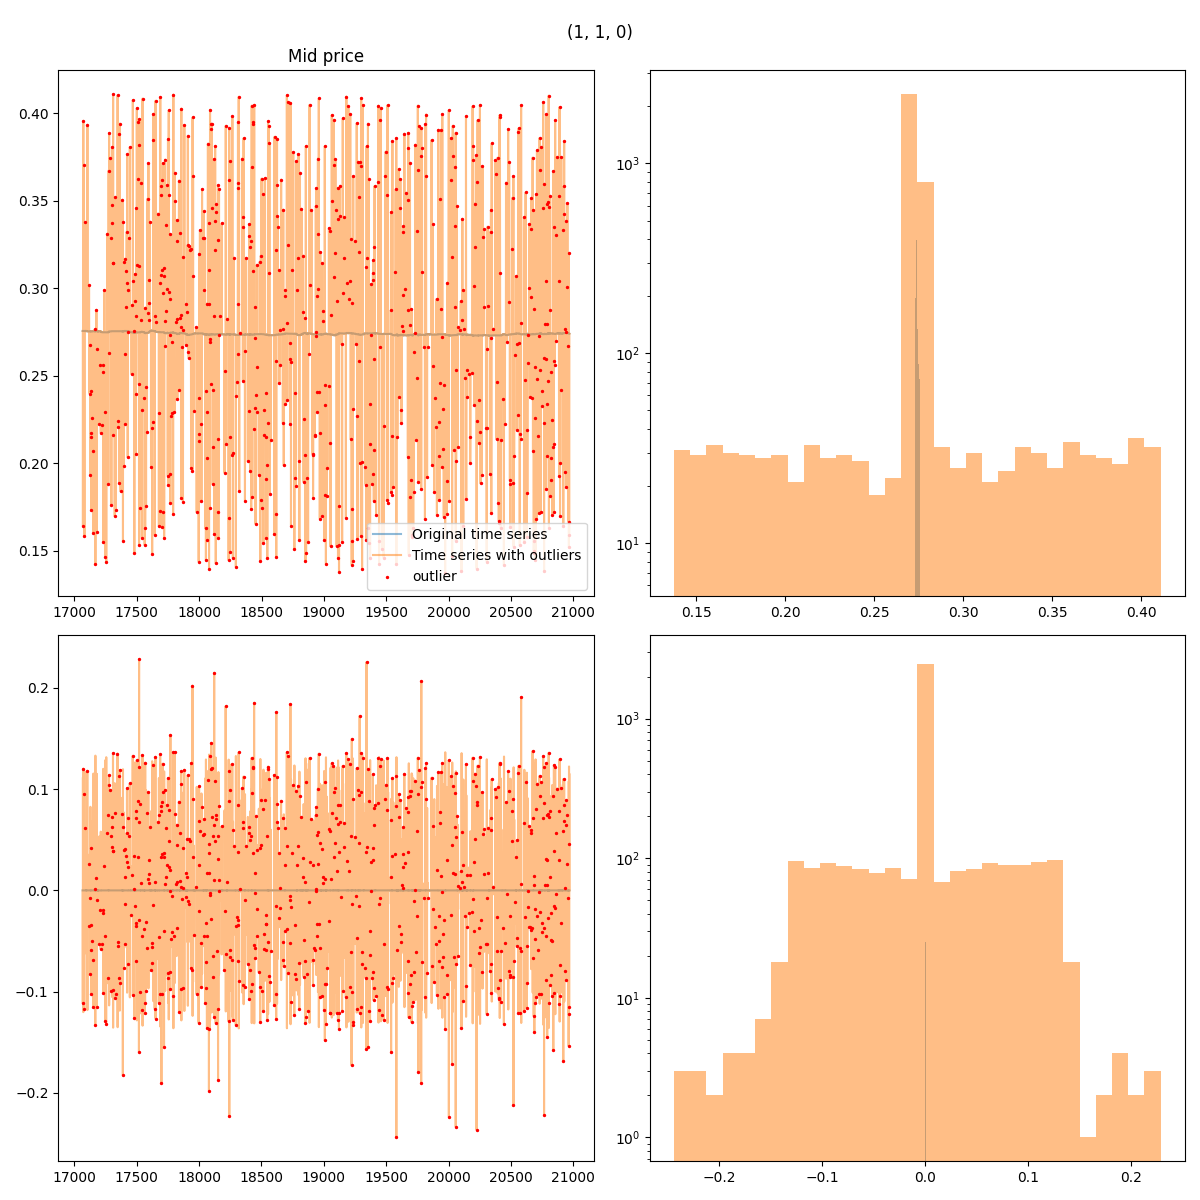 (1, 1, 0)
Mid price
0.40
0.35
0.30
0.25
0.20
0.15
Original time series
Time series with outliers
outlier
17000 17500 18000 18500 19000 19500 20000 20500 21000
10³
10²
10¹
0.15 0.20 0.25 0.30 0.35 0.40
0.2
0.1
0.0
−0.1
−0.2
17000 17500 18000 18500 19000 19500 20000 20500 21000
10³
10²
10¹
10⁰
−0.2 −0.1 0.0 0.1 0.2